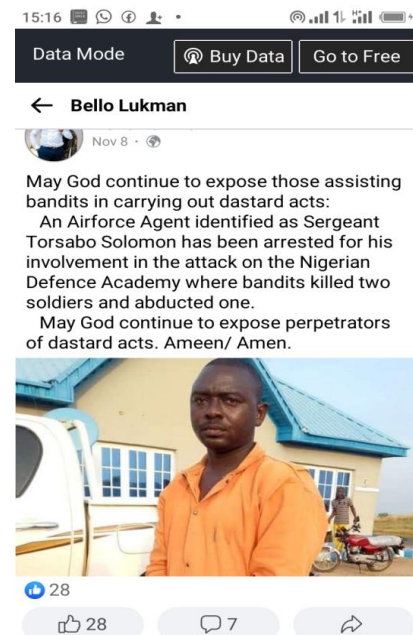 15:16
Data Mode
Buy Data
Go to Free
Bello Lukman
Nov 8 ·
May God continue to expose those assisting
bandits in carrying out dastard acts:
An Airforce Agent identified as Sergeant
Torsabo Solomon has been arrested for his
involvement in the attack on the Nigerian
Defence Academy where bandits killed two
soldiers and abducted one.
May God continue to expose perpetrators
of dastard acts. Ameen/ Amen.
28
28
7